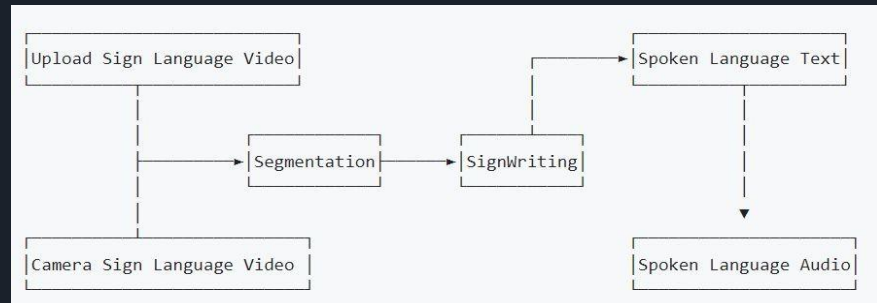 Upload Sign Language Video
Spoken Language Text
Segmentation
SignWriting
Camera Sign Language Video
Spoken Language Audio